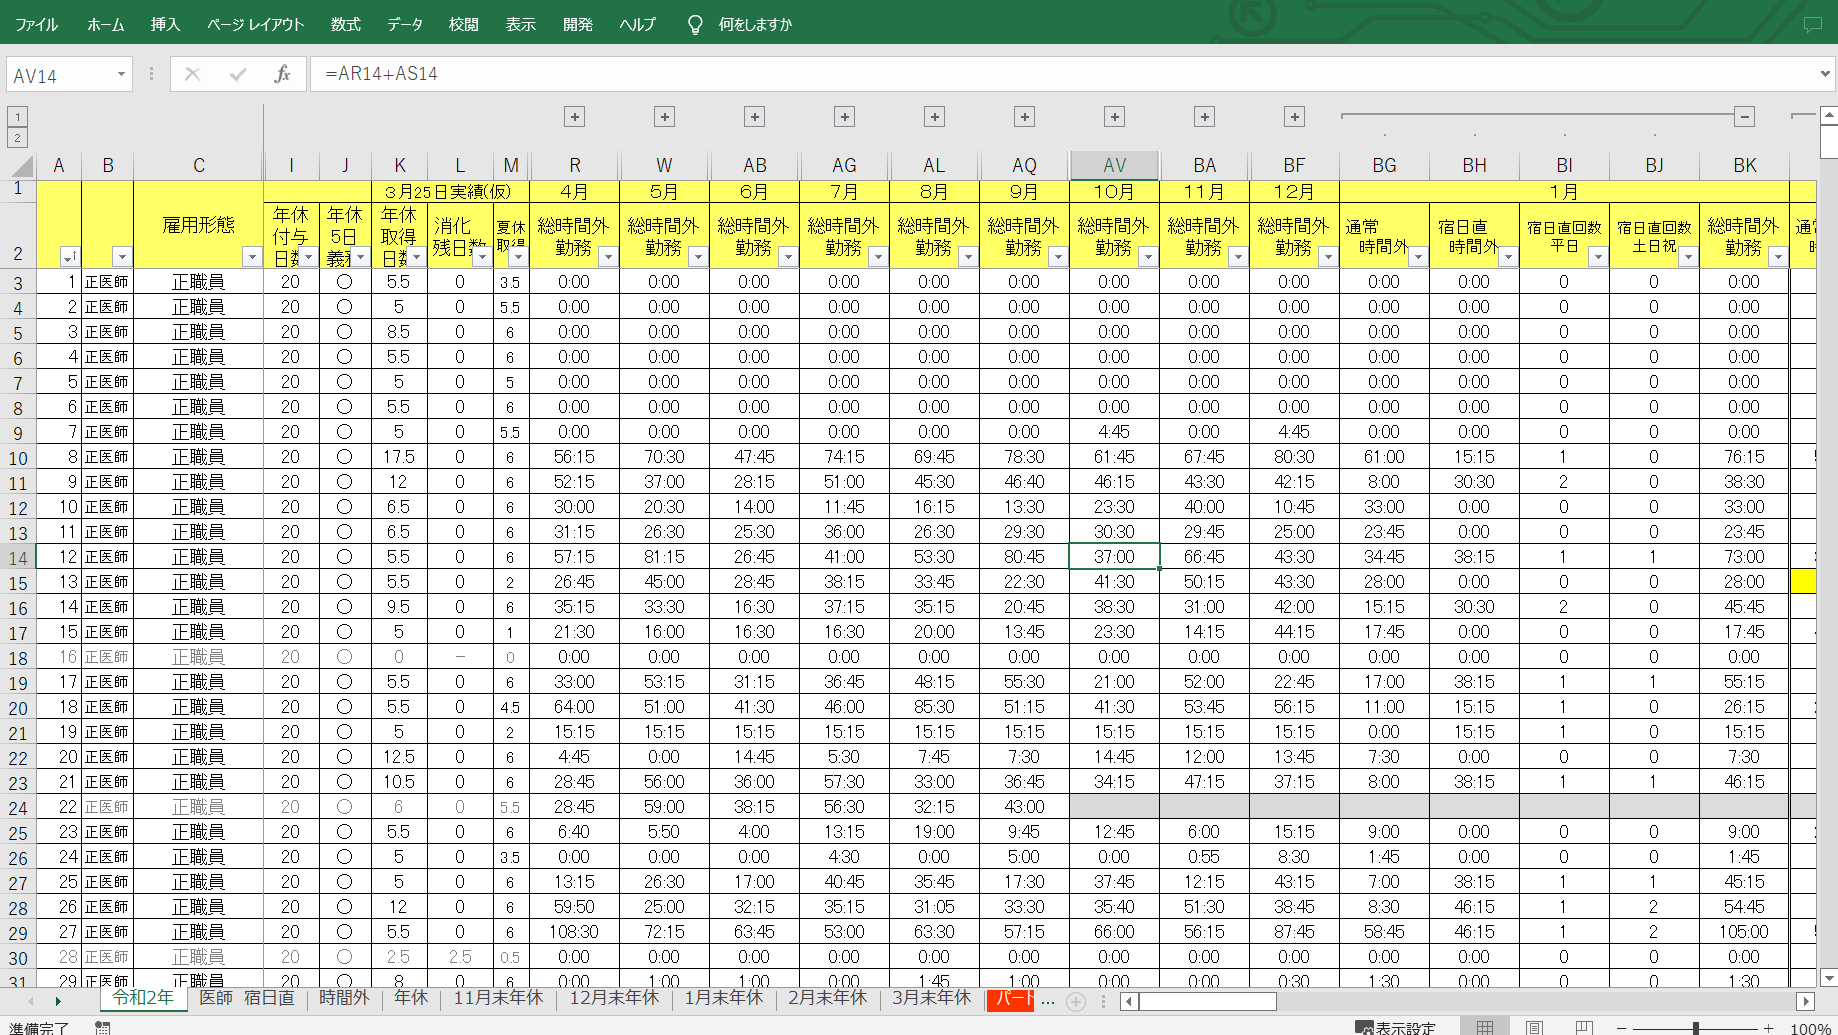 ファイル ホーム 挿入 ページ レイアウト 数式 データ 校閲 表示 開発 ヘルプ 何をしますか
AV14 fx =AR14+AS14
1
2
A B C I J K L M R W AB AG AL AQ AV BA BF BG BH BI BJ BK
1 3月25日実績(仮) 4月 5月 6月 7月 8月 9月 10月 11月 12月 1月
2 雇用形態 年休付与日数 年休5日義務 年休取得日数 消化残日数 夏休取得 総時間外勤務 総時間外勤務 総時間外勤務 総時間外勤務 総時間外勤務 総時間外勤務 総時間外勤務 総時間外勤務 総時間外勤務 通常時間外 宿日直時間外 宿日直回数平日 宿日直回数土日祝 総時間外勤務
3 1 正医師 正職員 20 〇 5.5 0 3.5 0:00 0:00 0:00 0:00 0:00 0:00 0:00 0:00 0:00 0:00 0:00 0 0 0:00
4 2 正医師 正職員 20 〇 5 0 5.5 0:00 0:00 0:00 0:00 0:00 0:00 0:00 0:00 0:00 0:00 0:00 0 0 0:00
5 3 正医師 正職員 20 〇 8.5 0 6 0:00 0:00 0:00 0:00 0:00 0:00 0:00 0:00 0:00 0:00 0:00 0 0 0:00
6 4 正医師 正職員 20 〇 5.5 0 6 0:00 0:00 0:00 0:00 0:00 0:00 0:00 0:00 0:00 0:00 0:00 0 0 0:00
7 5 正医師 正職員 20 〇 5 0 5 0:00 0:00 0:00 0:00 0:00 0:00 0:00 0:00 0:00 0:00 0:00 0 0 0:00
8 6 正医師 正職員 20 〇 5.5 0 6 0:00 0:00 0:00 0:00 0:00 0:00 0:00 0:00 0:00 0:00 0:00 0 0 0:00
9 7 正医師 正職員 20 〇 5 0 5.5 0:00 0:00 0:00 0:00 0:00 0:00 4:45 0:00 4:45 0:00 0:00 0 0 0:00
10 8 正医師 正職員 20 〇 17.5 0 6 56:15 70:30 47:45 74:15 69:45 78:30 61:45 67:45 80:30 61:00 15:15 1 0 76:15
11 9 正医師 正職員 20 〇 12 0 6 52:15 37:00 28:15 51:00 45:30 46:40 46:15 43:30 42:15 8:00 30:30 2 0 38:30
12 10 正医師 正職員 20 〇 6.5 0 6 30:00 20:30 14:00 11:45 16:15 13:30 23:30 40:00 10:45 33:00 0:00 0 0 33:00
13 11 正医師 正職員 20 〇 6.5 0 6 31:15 26:30 25:30 36:00 26:30 29:30 30:30 29:45 25:00 23:45 0:00 0 0 23:45
14 12 正医師 正職員 20 〇 5.5 0 6 57:15 81:15 26:45 41:00 53:30 80:45 37:00 66:45 43:30 34:45 38:15 1 1 73:00
15 13 正医師 正職員 20 〇 5.5 0 2 26:45 45:00 28:45 38:15 33:45 22:30 41:30 50:15 43:30 28:00 0:00 0 0 28:00
16 14 正医師 正職員 20 〇 9.5 0 6 35:15 33:30 16:30 37:15 35:15 20:45 38:30 31:00 42:00 15:15 30:30 2 0 45:45
17 15 正医師 正職員 20 〇 5 0 1 21:30 16:00 16:30 16:30 20:00 13:45 23:30 14:15 44:15 17:45 0:00 0 0 17:45
18 16 正医師 正職員 20 〇 0 － 0 0:00 0:00 0:00 0:00 0:00 0:00 0:00 0:00 0:00 0:00 0:00 0 0 0:00
19 17 正医師 正職員 20 〇 5.5 0 6 33:00 53:15 31:15 36:45 48:15 55:30 21:00 52:00 22:45 17:00 38:15 1 1 55:15
20 18 正医師 正職員 20 〇 5.5 0 4.5 64:00 51:00 41:30 46:00 85:30 51:15 41:30 53:45 56:15 11:00 15:15 1 0 26:15
21 19 正医師 正職員 20 〇 5 0 2 15:15 15:15 15:15 15:15 15:15 15:15 15:15 15:15 15:15 0:00 15:15 1 0 15:15
22 20 正医師 正職員 20 〇 12.5 0 6 4:45 0:00 14:45 5:30 7:45 7:30 14:45 12:00 13:45 7:30 0:00 0 0 7:30
23 21 正医師 正職員 20 〇 10.5 0 6 28:45 56:00 36:00 57:30 33:00 36:45 34:15 47:15 37:15 8:00 38:15 1 1 46:15
24 22 正医師 正職員 20 〇 6 0 5.5 28:45 59:00 38:15 56:30 32:15 43:00
25 23 正医師 正職員 20 〇 5.5 0 6 6:40 5:50 4:00 13:15 19:00 9:45 12:45 6:00 15:15 9:00 0:00 0 0 9:00
26 24 正医師 正職員 20 〇 5 0 3.5 0:00 0:00 0:00 4:30 0:00 5:00 0:00 0:55 8:30 1:45 0:00 0 0 1:45
27 25 正医師 正職員 20 〇 5 0 6 13:15 26:30 17:00 40:45 35:45 17:30 37:45 12:15 43:15 7:00 38:15 1 1 45:15
28 26 正医師 正職員 20 〇 12 0 6 59:50 25:00 32:15 35:15 31:05 33:30 35:40 51:30 38:45 8:30 46:15 1 2 54:45
29 27 正医師 正職員 20 〇 5.5 0 6 108:30 72:15 63:45 53:00 63:30 57:15 66:00 56:15 87:45 58:45 46:15 1 2 105:00
30 28 正医師 正職員 20 〇 2.5 2.5 0.5 0:00 0:00 0:00 0:00 0:00 0:00 0:00 0:00 0:00 0:00 0:00 0 0 0:00
31 29 正医師 正職員 20 〇 8 0 6 0:00 1:00 1:00 0:00 1:45 1:00 0:00 0:00 0:30 1:30 0:00 0 0 1:30
令和2年 医師 宿日直 時間外 年休 11月末年休 12月末年休 1月末年休 2月末年休 3月末年休 パート ...
準備完了 表示設定 100%